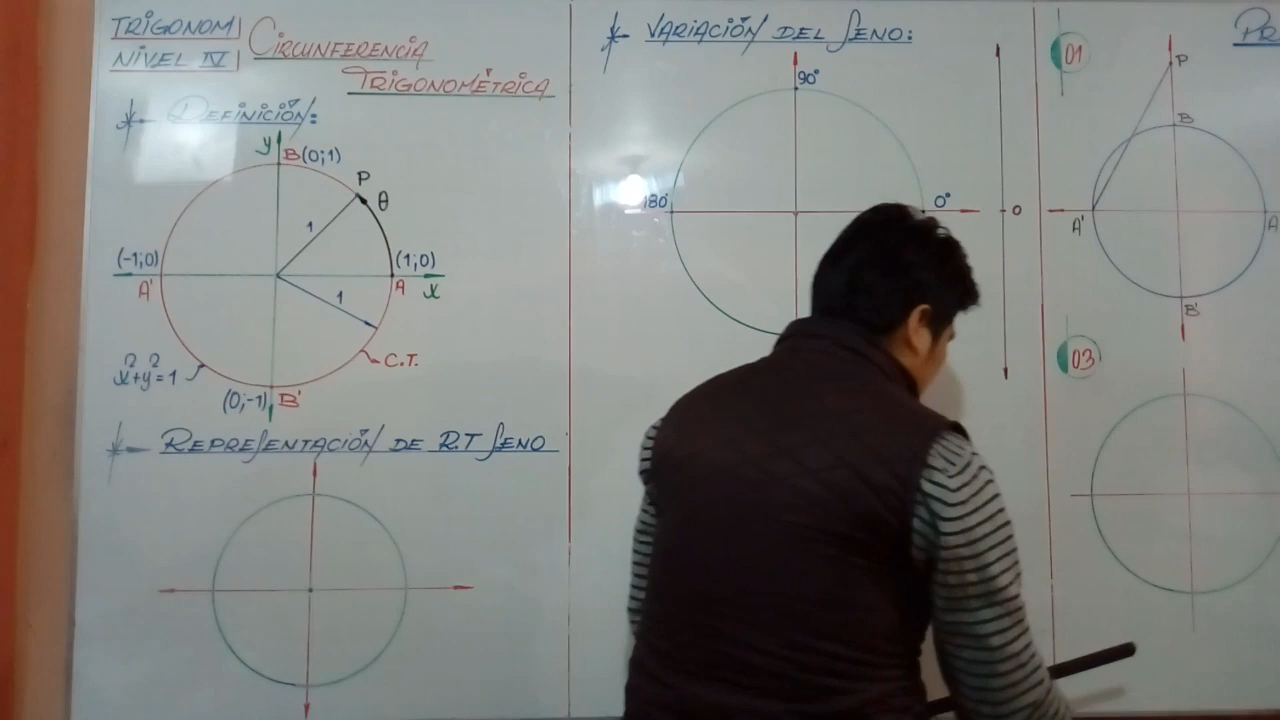 TRIGONOM
NIVEL IV
CIRCUNFERENCIA
TRIGONOMÉTRICA
DEFINICIÓN:
y
B(0;1)
P
θ
1
(-1;0)
(1;0)
A'
A
x
1
C.T.
x²+y²=1
(0;-1)
B'
REPRESENTACIÓN DE R.T SENO
VARIACIÓN DEL SENO:
90°
180°
0°
0
PR
01
P
B
A'
A
B'
03